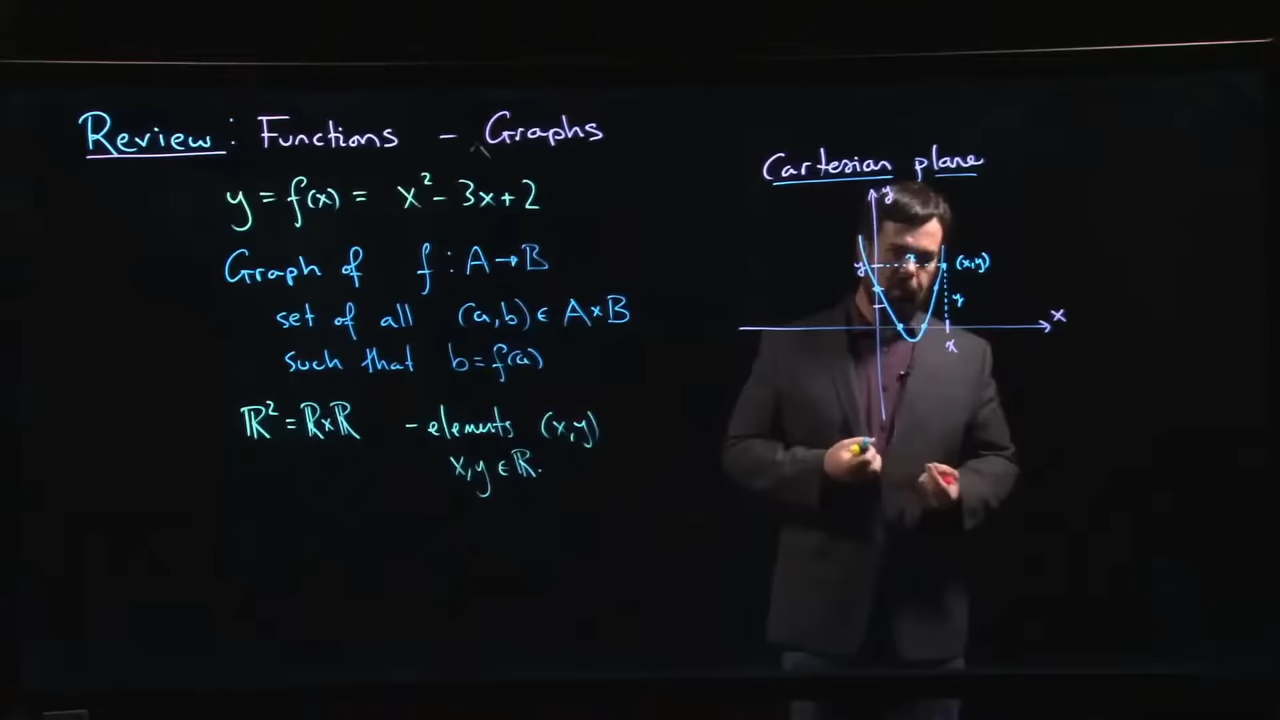 Review: Functions - Graphs
y = f(x) = x² - 3x + 2
Graph of f : A → B
set of all (a,b) ∈ A × B
such that b = f(a)
ℝ² = ℝ × ℝ - elements (x,y)
x,y ∈ ℝ.
Cartesian plane
y
x
y
(x,y)
y
x
x